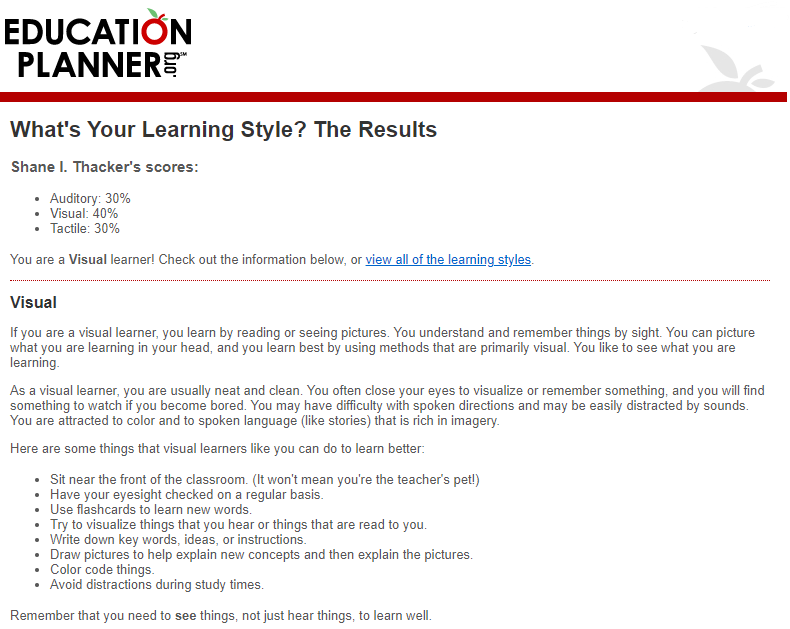 EDUCATION
PLANNER.org℠
What's Your Learning Style? The Results
Shane I. Thacker's scores:
• Auditory: 30%
• Visual: 40%
• Tactile: 30%
You are a Visual learner! Check out the information below, or view all of the learning styles.
Visual
If you are a visual learner, you learn by reading or seeing pictures. You understand and remember things by sight. You can picture
what you are learning in your head, and you learn best by using methods that are primarily visual. You like to see what you are
learning.
As a visual learner, you are usually neat and clean. You often close your eyes to visualize or remember something, and you will find
something to watch if you become bored. You may have difficulty with spoken directions and may be easily distracted by sounds.
You are attracted to color and to spoken language (like stories) that is rich in imagery.
Here are some things that visual learners like you can do to learn better:
• Sit near the front of the classroom. (It won't mean you're the teacher's pet!)
• Have your eyesight checked on a regular basis.
• Use flashcards to learn new words.
• Try to visualize things that you hear or things that are read to you.
• Write down key words, ideas, or instructions.
• Draw pictures to help explain new concepts and then explain the pictures.
• Color code things.
• Avoid distractions during study times.
Remember that you need to see things, not just hear things, to learn well.